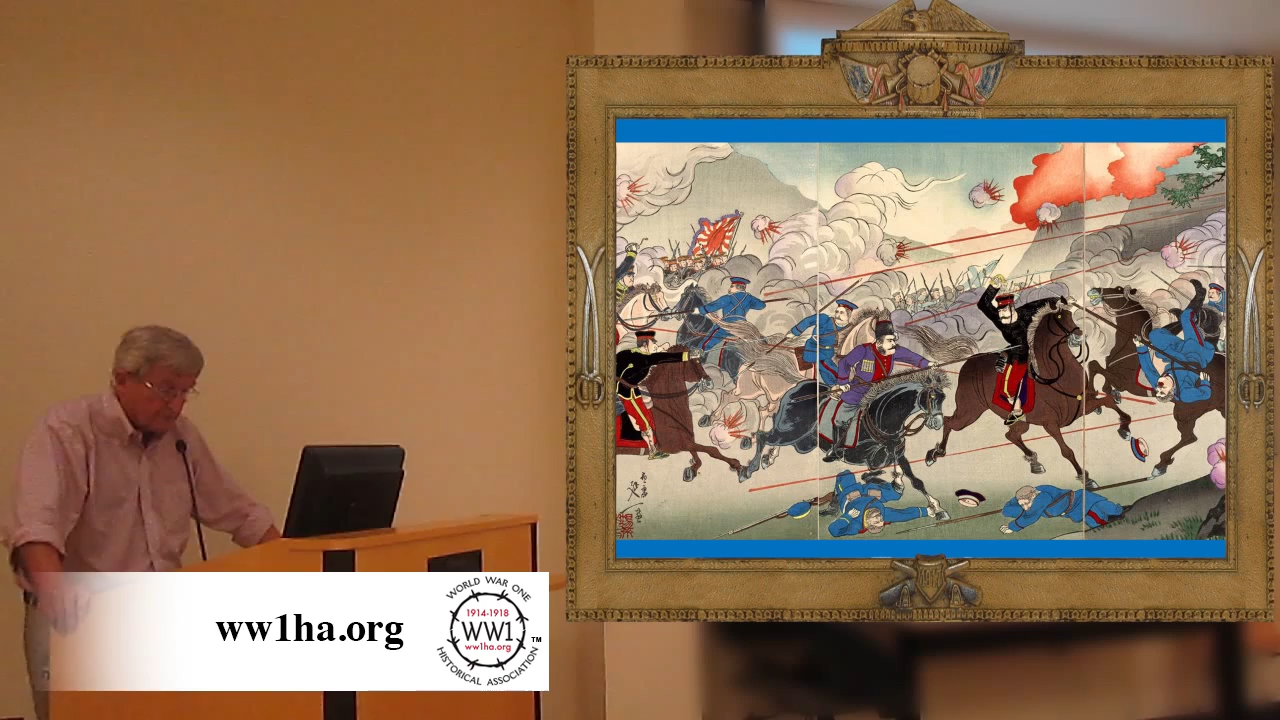 ww1ha.org
WORLD WAR ONE
1914-1918
WW1
ww1ha.org
HISTORICAL ASSOCIATION
TM